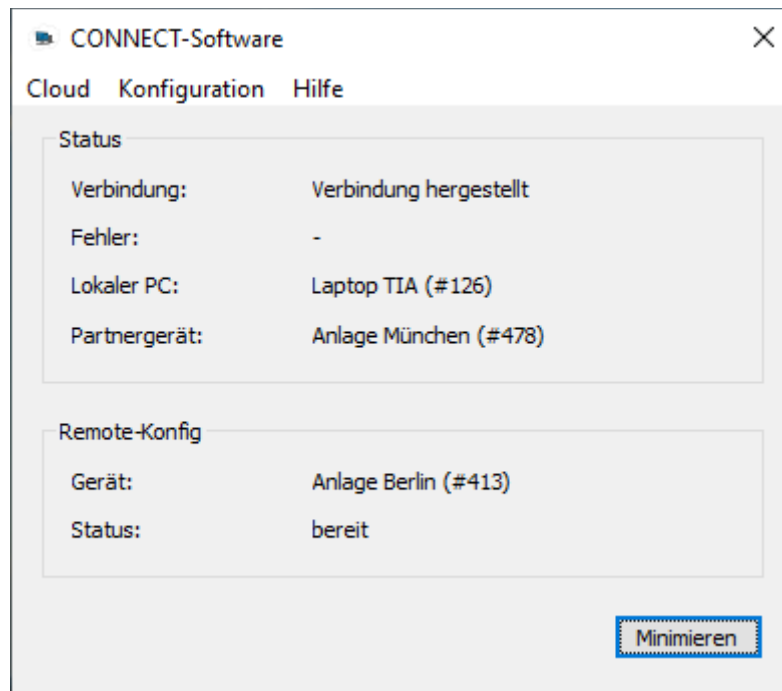 CONNECT-Software
Cloud Konfiguration Hilfe
Status
Verbindung: Verbindung hergestellt
Fehler: -
Lokaler PC: Laptop TIA (#126)
Partnergerät: Anlage München (#478)
Remote-Konfig
Gerät: Anlage Berlin (#413)
Status: bereit
Minimieren